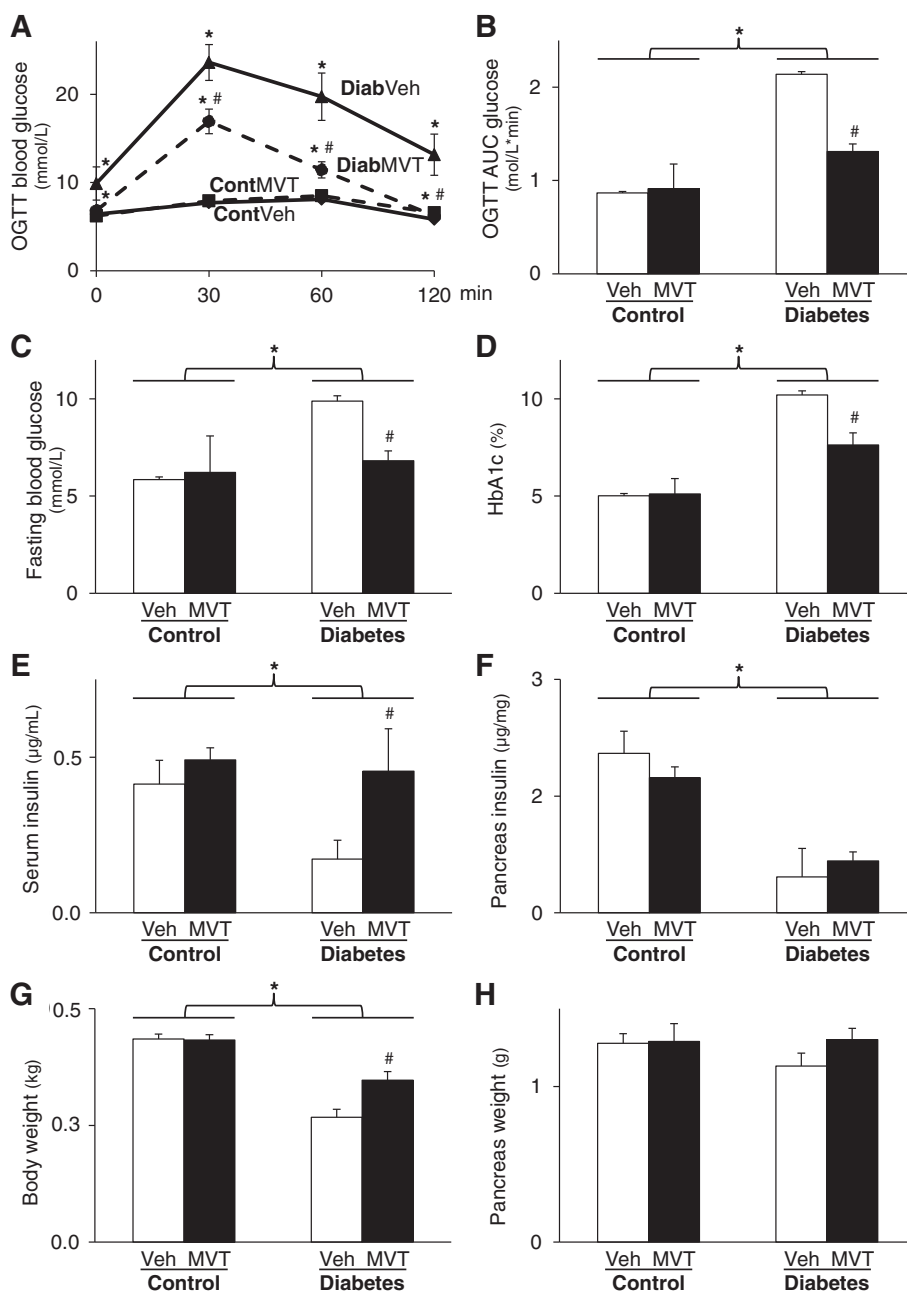 A
OGTT blood glucose
(mmol/L)
20
10
0
0 30 60 120 min
* * * *
* * # * # * #
DiabVeh
DiabMVT
ContMVT
ContVeh
B
OGTT AUC glucose
(mol/L*min)
2
1
0
*
#
Veh MVT Veh MVT
Control Diabetes
C
Fasting blood glucose
(mmol/L)
10
5
0
*
#
Veh MVT Veh MVT
Control Diabetes
D
HbA1c (%)
10
5
0
*
#
Veh MVT Veh MVT
Control Diabetes
E
Serum insulin (µg/mL)
0.5
0.0
*
#
Veh MVT Veh MVT
Control Diabetes
F
Pancreas insulin (µg/mg)
3
2
0
*
Veh MVT Veh MVT
Control Diabetes
G
Body weight (kg)
0.5
0.3
0.0
*
#
Veh MVT Veh MVT
Control Diabetes
H
Pancreas weight (g)
1
0
Veh MVT Veh MVT
Control Diabetes